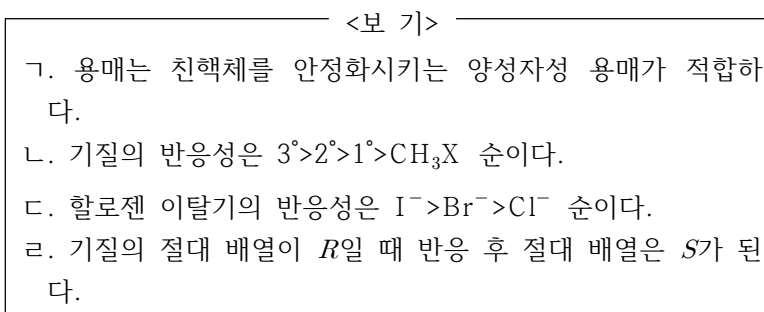 <보 기>
ㄱ. 용매는 친핵체를 안정화시키는 양성자성 용매가 적합하
다.
ㄴ. 기질의 반응성은 3°>2°>1°>CH₃X 순이다.
ㄷ. 할로젠 이탈기의 반응성은 I⁻>Br⁻>Cl⁻ 순이다.
ㄹ. 기질의 절대 배열이 R일 때 반응 후 절대 배열은 S가 된
다.